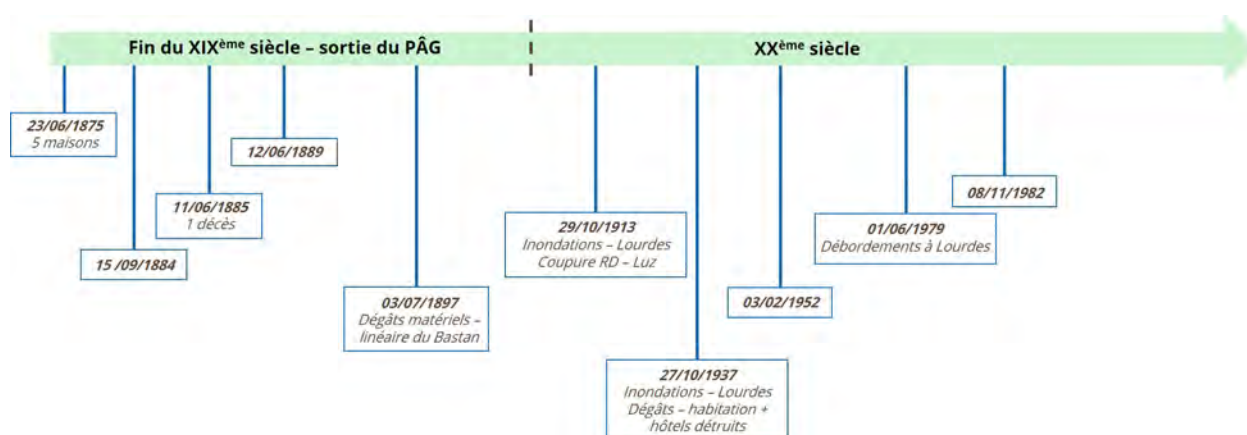 Fin du XIXème siècle – sortie du PÂG
XXème siècle
23/06/1875
5 maisons
15 /09/1884
11/06/1885
1 décès
12/06/1889
03/07/1897
Dégâts matériels –
linéaire du Bastan
29/10/1913
Inondations – Lourdes
Coupure RD – Luz
27/10/1937
Inondations – Lourdes
Dégâts – habitation +
hôtels détruits
03/02/1952
01/06/1979
Débordements à Lourdes
08/11/1982